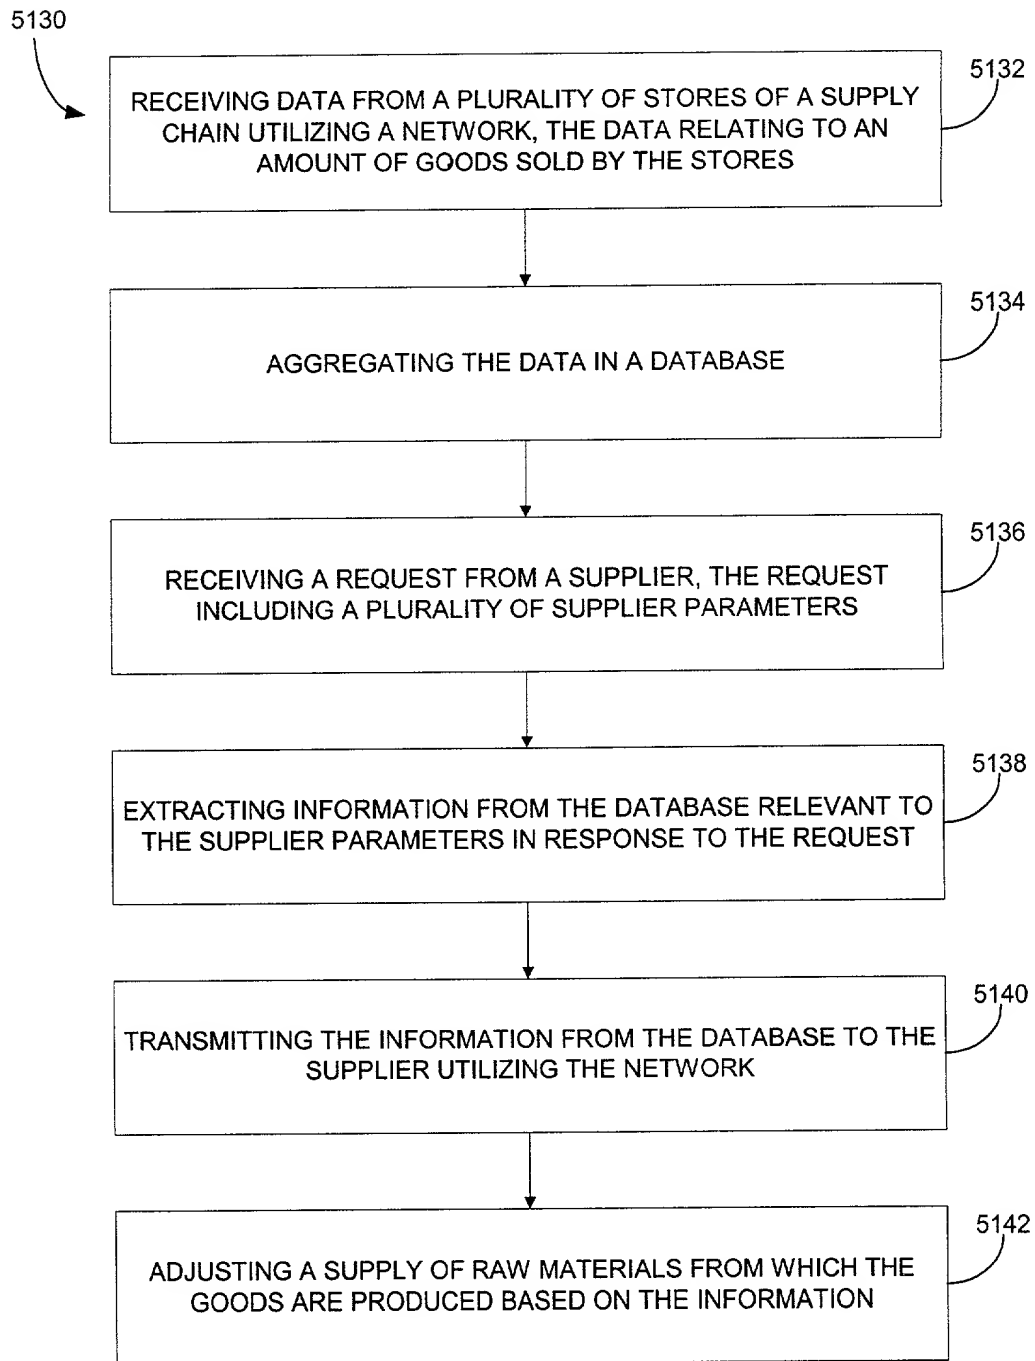 5130
5132
RECEIVING DATA FROM A PLURALITY OF STORES OF A SUPPLY
CHAIN UTILIZING A NETWORK, THE DATA RELATING TO AN
AMOUNT OF GOODS SOLD BY THE STORES
5134
AGGREGATING THE DATA IN A DATABASE
5136
RECEIVING A REQUEST FROM A SUPPLIER, THE REQUEST
INCLUDING A PLURALITY OF SUPPLIER PARAMETERS
5138
EXTRACTING INFORMATION FROM THE DATABASE RELEVANT TO
THE SUPPLIER PARAMETERS IN RESPONSE TO THE REQUEST
5140
TRANSMITTING THE INFORMATION FROM THE DATABASE TO THE
SUPPLIER UTILIZING THE NETWORK
5142
ADJUSTING A SUPPLY OF RAW MATERIALS FROM WHICH THE
GOODS ARE PRODUCED BASED ON THE INFORMATION